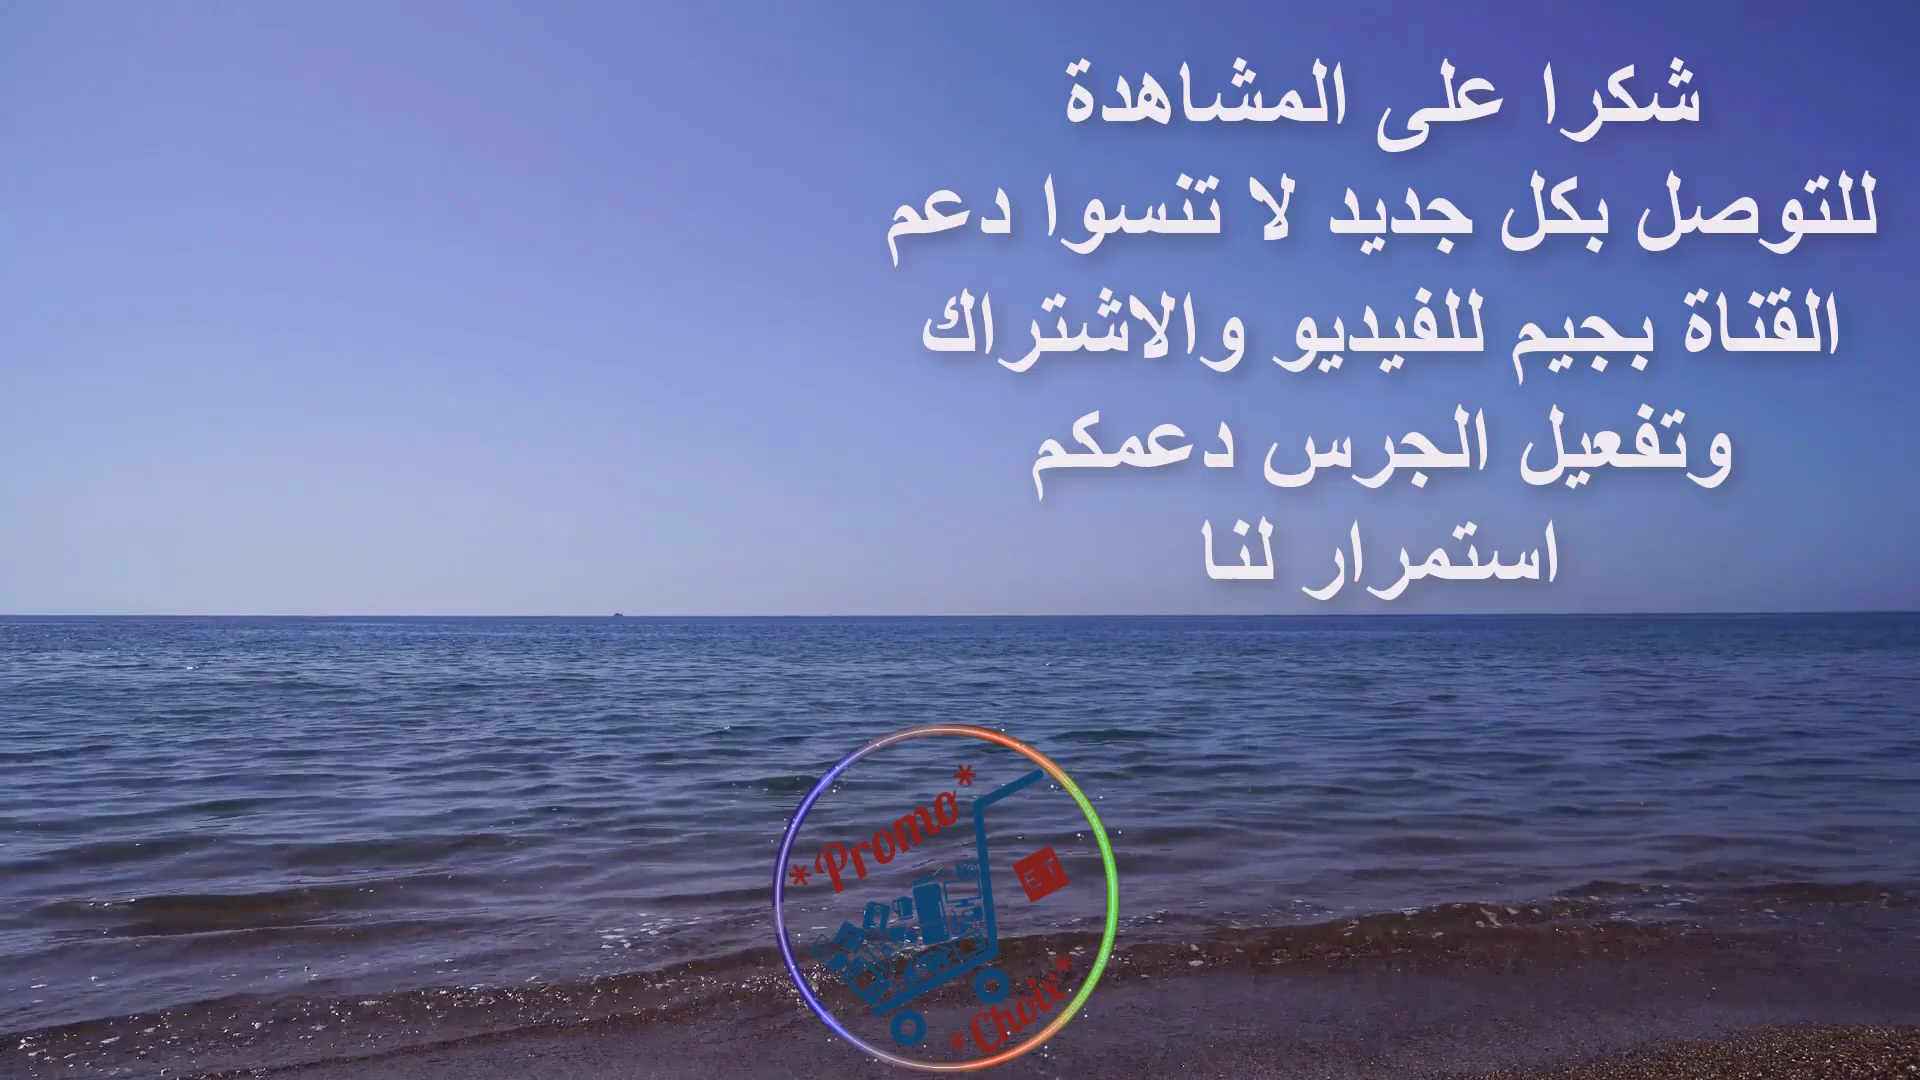 شكرا على المشاهدة
للتوصل بكل جديد لا تنسوا دعم
القناة بجيم للفيديو والاشتراك
وتفعيل الجرس دعمكم
استمرار لنا
*Promo*
ET
*Choix*